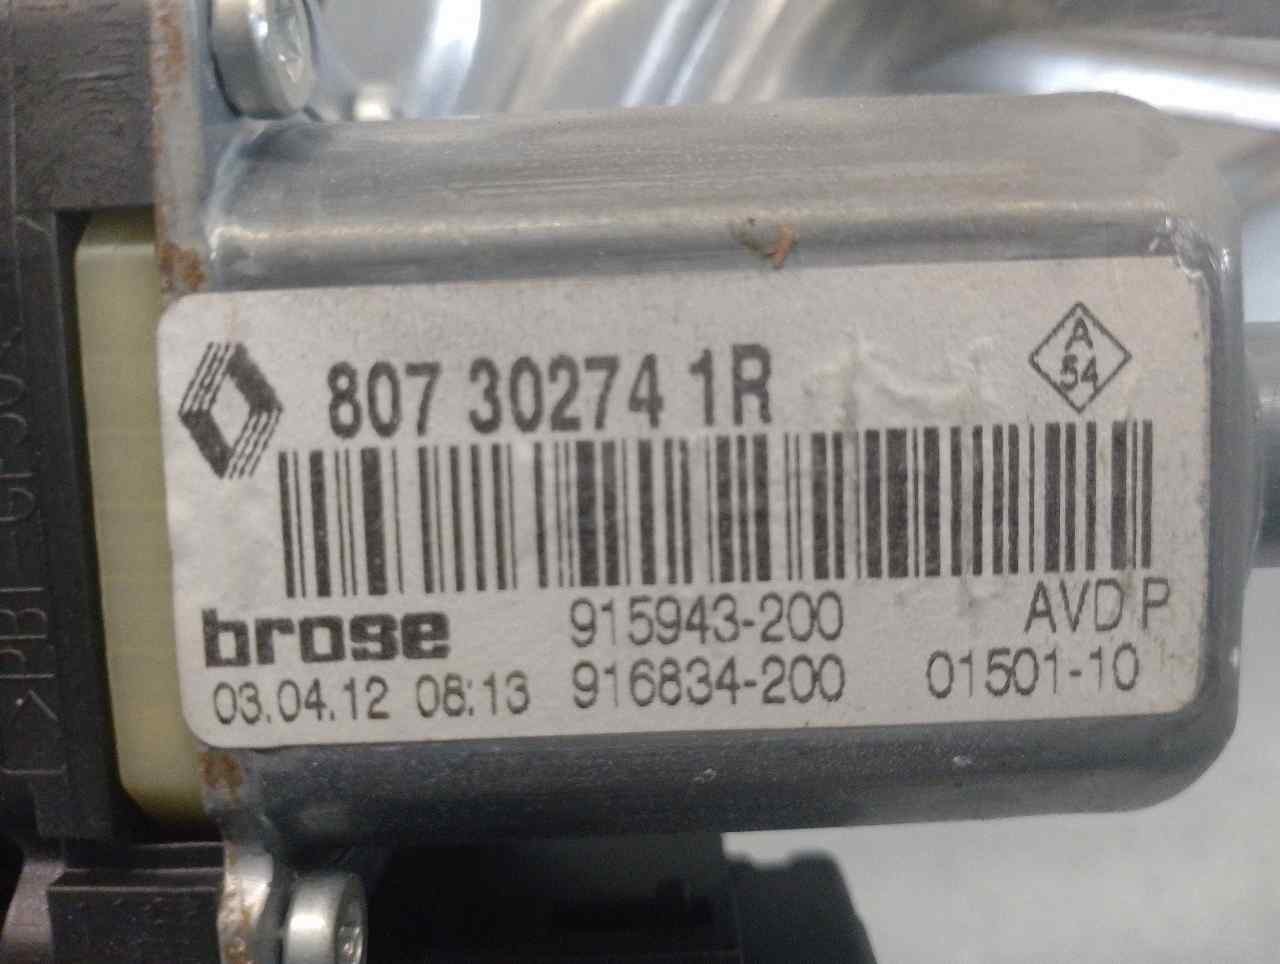 807 30274 1R
A
54
brose
915943-200
AVD P
03.04.12 08:13
916834-200
01501-10